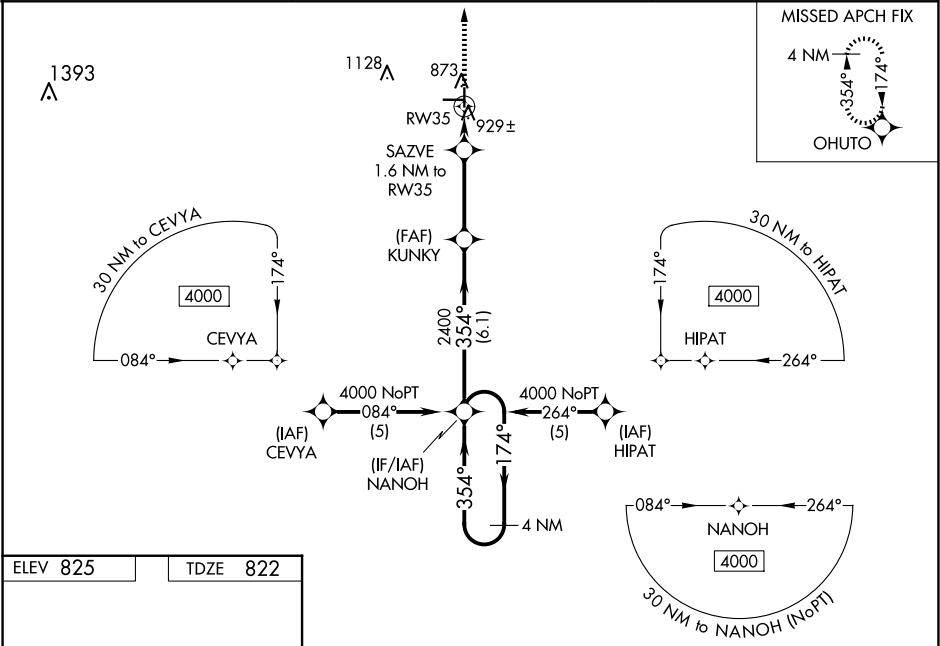 MISSED APCH FIX
4 NM
354°
174°
OHUTO
1393
1128
873
RW35
929±
SAZVE
1.6 NM to
RW35
(FAF)
KUNKY
30 NM to CEVYA
4000
174°
CEVYA
084°
30 NM to HIPAT
174°
4000
HIPAT
264°
2400
354°
(6.1)
4000 NoPT
084°
(5)
(IAF)
CEVYA
4000 NoPT
264°
(5)
(IAF)
HIPAT
(IF/IAF)
NANOH
354°
174°
4 NM
084°
264°
NANOH
4000
30 NM to NANOH (NoPT)
ELEV 825
TDZE 822